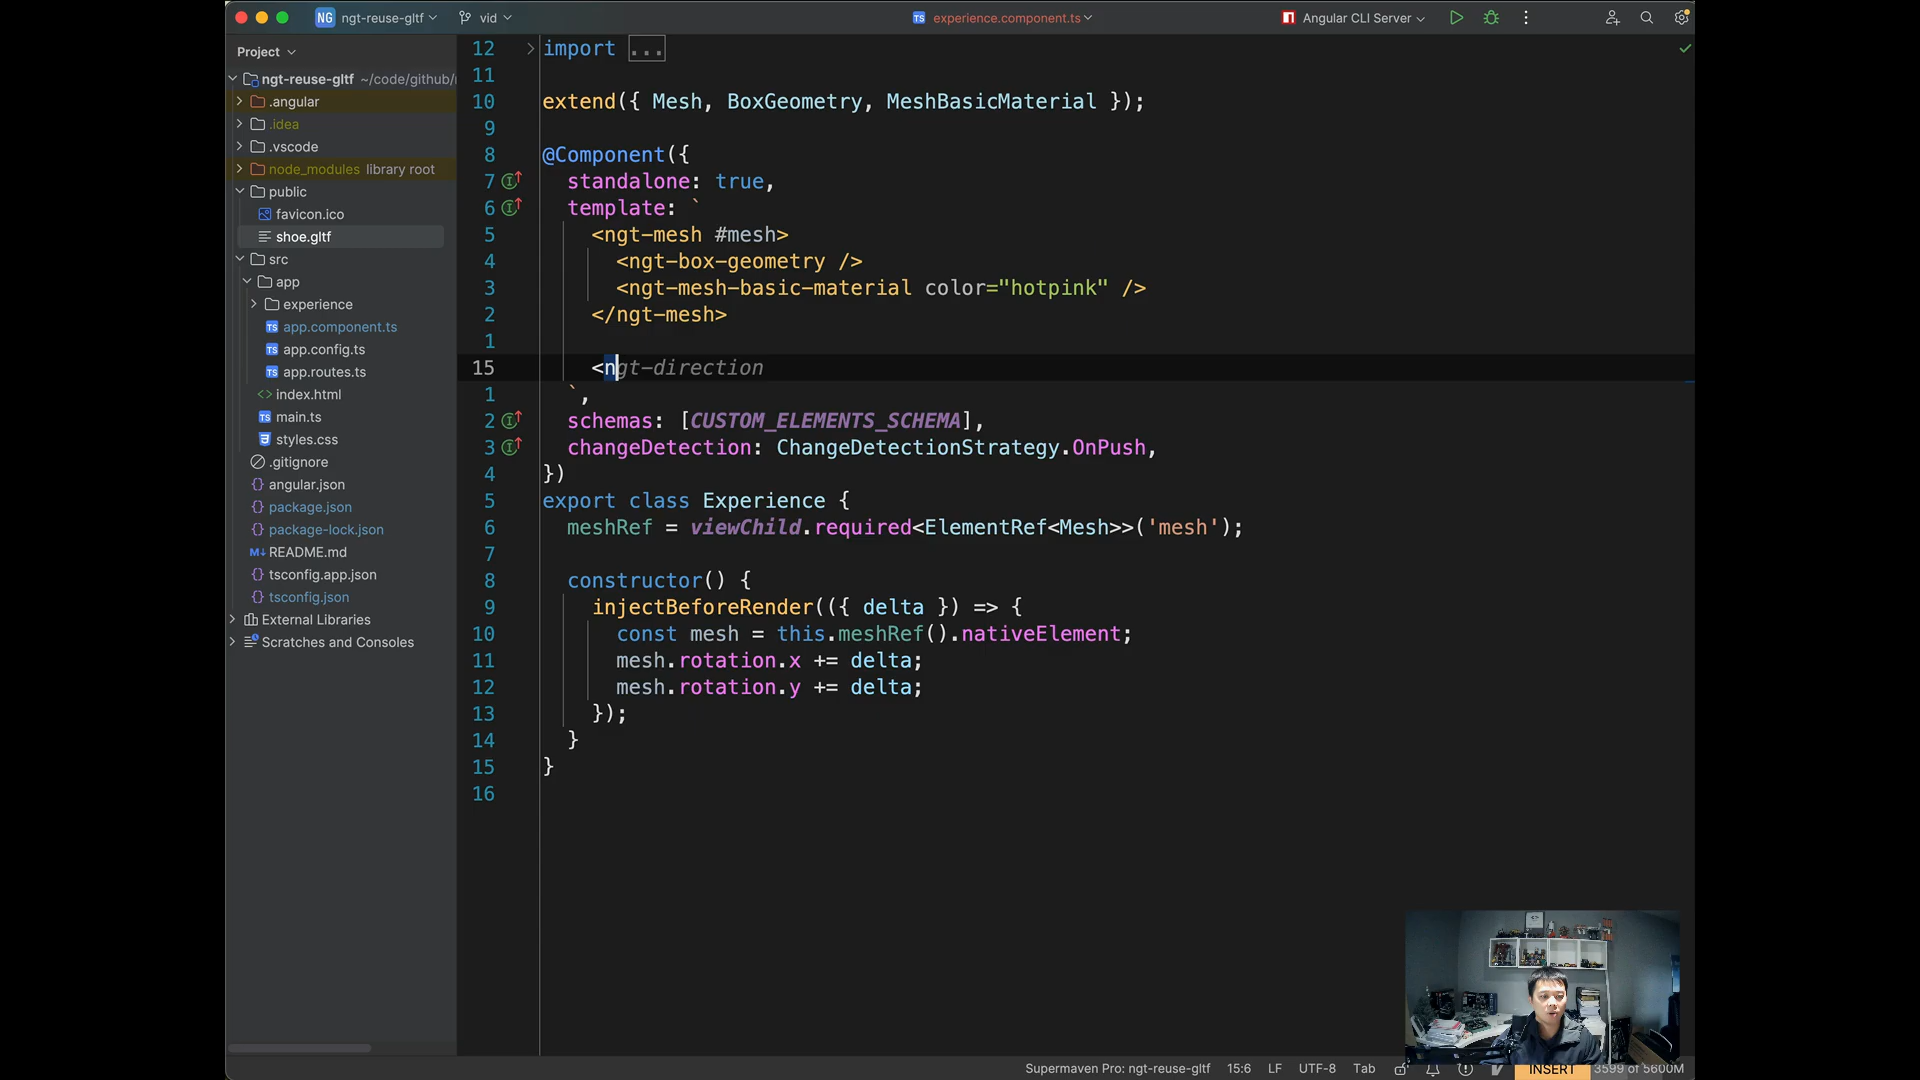 NG ngt-reuse-gltf vid
TS experience.component.ts
Angular CLI Server
Project
ngt-reuse-gltf ~/code/github/
.angular
.idea
.vscode
node_modules library root
public
favicon.ico
shoe.gltf
src
app
experience
TS app.component.ts
TS app.config.ts
TS app.routes.ts
<> index.html
TS main.ts
styles.css
.gitignore
{} angular.json
{} package.json
{} package-lock.json
M↓ README.md
{} tsconfig.app.json
{} tsconfig.json
External Libraries
Scratches and Consoles
12 import ...
11
10 extend({ Mesh, BoxGeometry, MeshBasicMaterial });
9
8 @Component({
7 standalone: true,
6 template: `
5 <ngt-mesh #mesh>
4 <ngt-box-geometry />
3 <ngt-mesh-basic-material color="hotpink" />
2 </ngt-mesh>
1
15 <ngt-direction
1 `,
2 schemas: [CUSTOM_ELEMENTS_SCHEMA],
3 changeDetection: ChangeDetectionStrategy.OnPush,
4 })
5 export class Experience {
6 meshRef = viewChild.required<ElementRef<Mesh>>('mesh');
7
8 constructor() {
9 injectBeforeRender(({ delta }) => {
10 const mesh = this.meshRef().nativeElement;
11 mesh.rotation.x += delta;
12 mesh.rotation.y += delta;
13 });
14 }
15 }
16
Supermaven Pro: ngt-reuse-gltf 15:6 LF UTF-8 Tab INSERT 3599 of 5600M